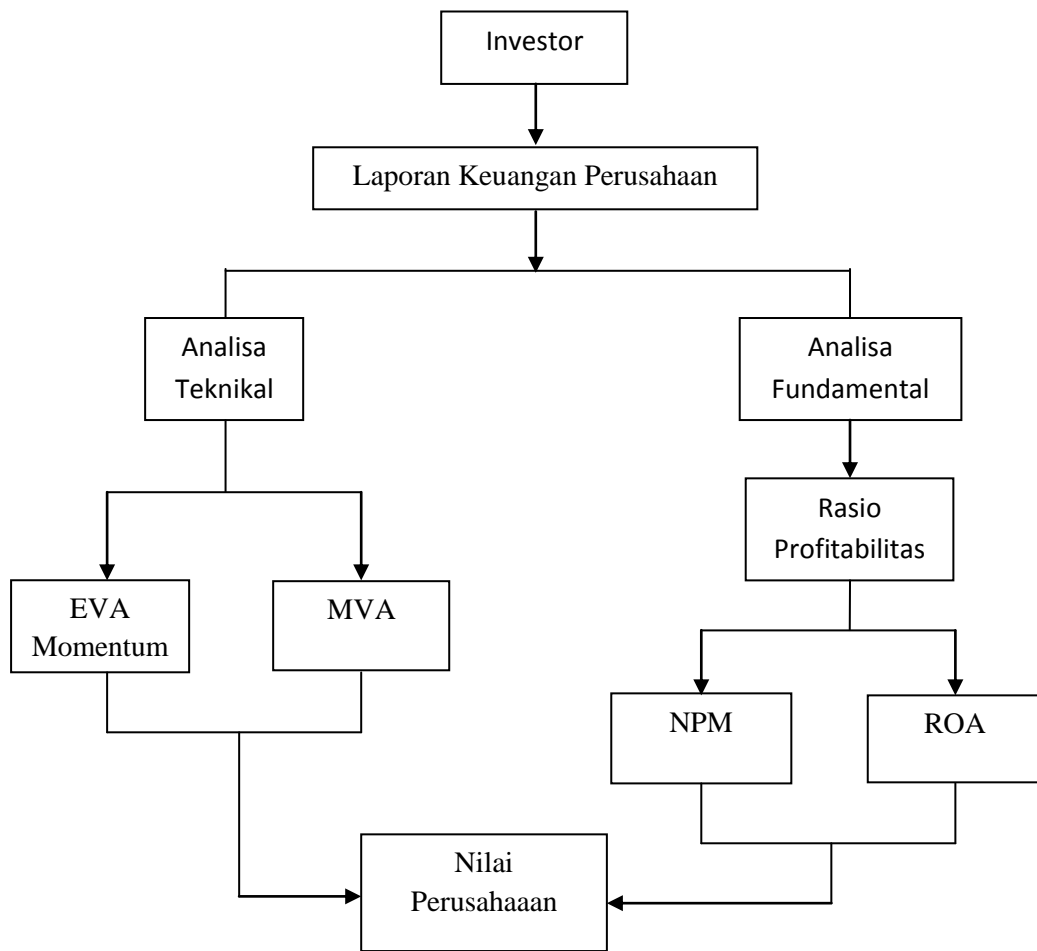 Investor
Laporan Keuangan Perusahaan
Analisa
Teknikal
Analisa
Fundamental
Rasio
Profitabilitas
EVA
Momentum
MVA
NPM
ROA
Nilai
Perusahaaan